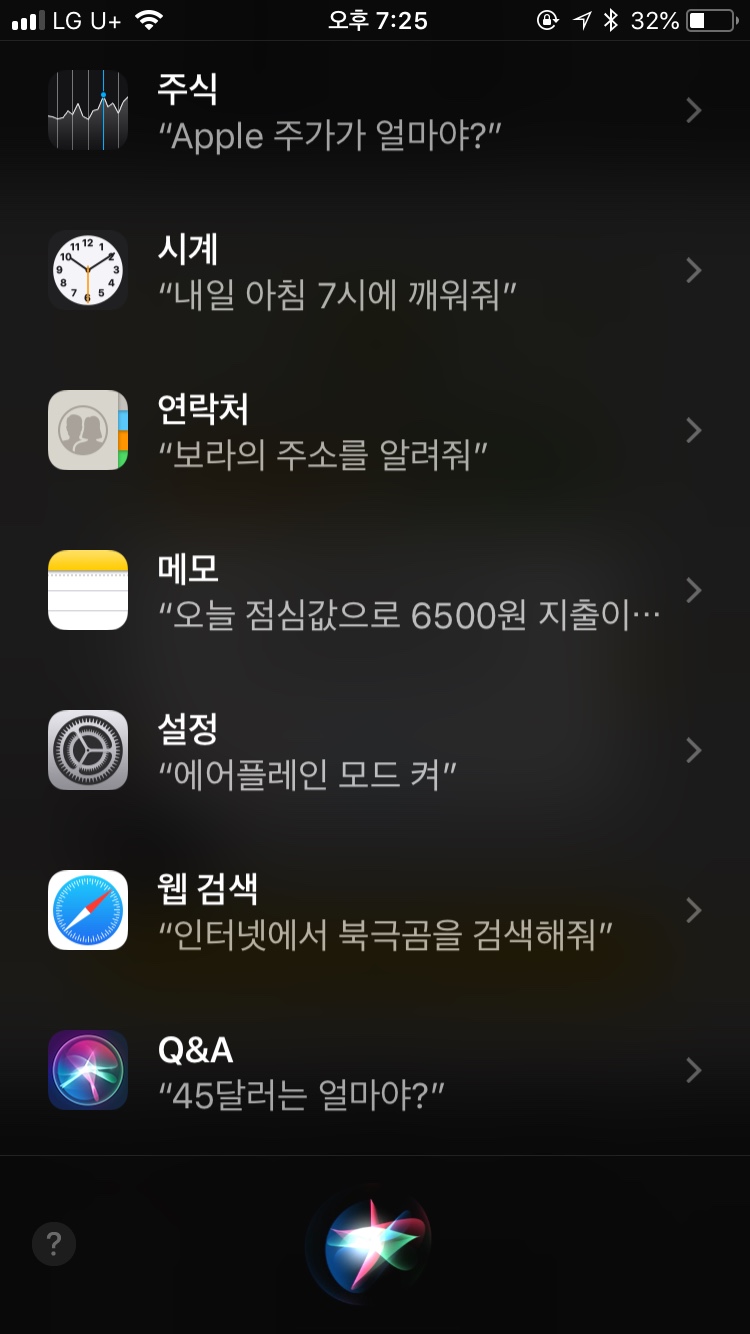 LG U+ 오후 7:25 32%
주식
“Apple 주가가 얼마야?”
시계
“내일 아침 7시에 깨워줘”
연락처
“보라의 주소를 알려줘”
메모
“오늘 점심값으로 6500원 지출이…
설정
“에어플레인 모드 켜”
웹 검색
“인터넷에서 북극곰을 검색해줘”
Q&A
“45달러는 얼마야?”
?